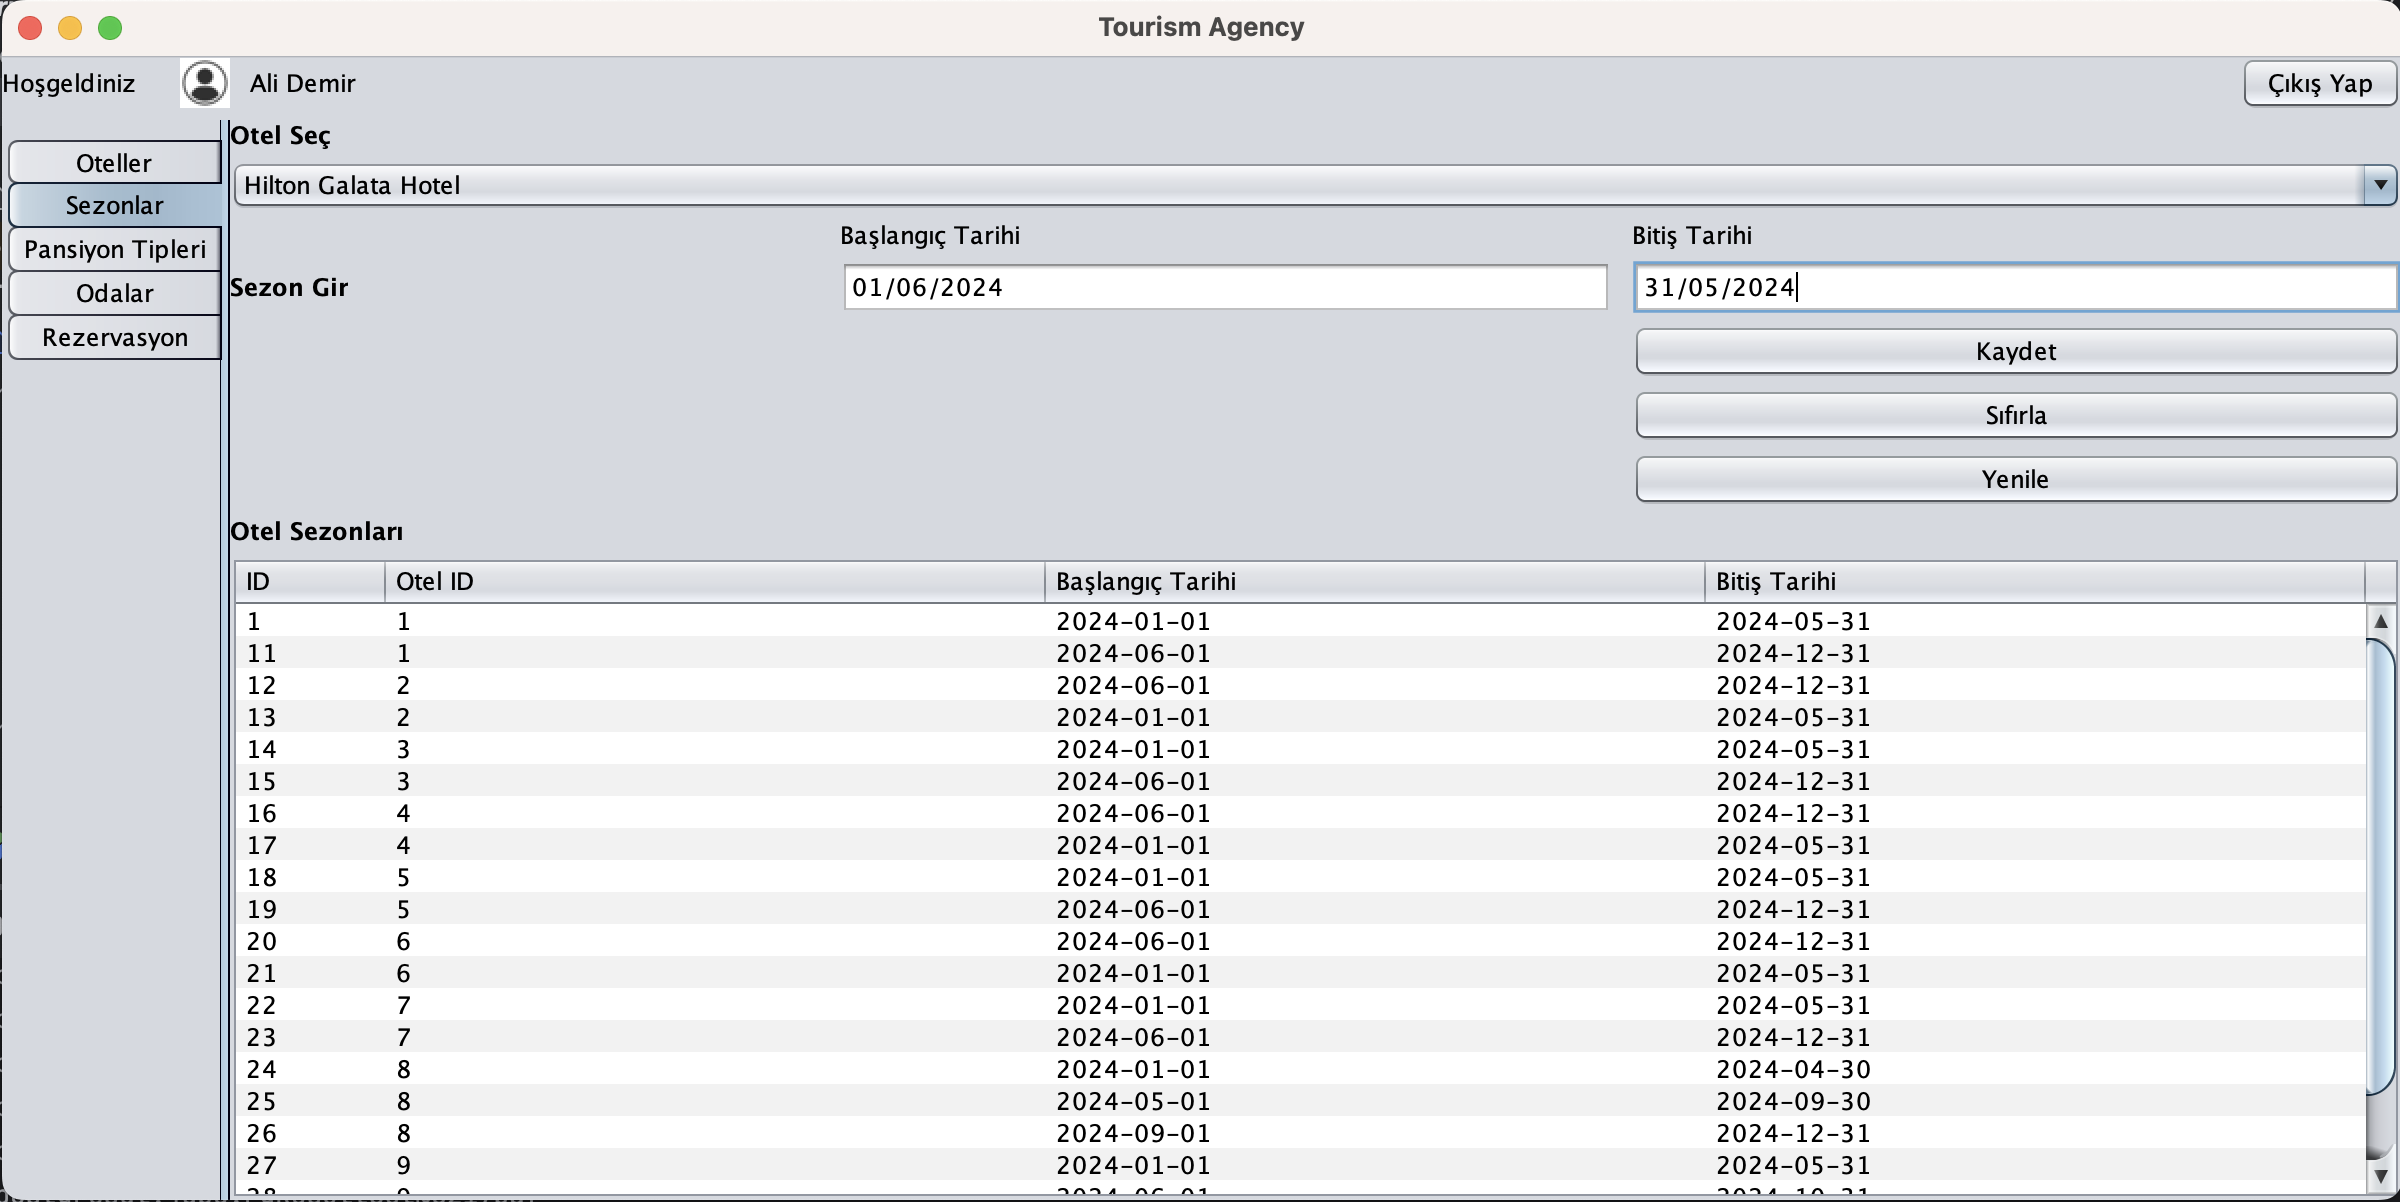 Tourism Agency
Hoşgeldiniz Ali Demir Çıkış Yap
Oteller
Sezonlar
Pansiyon Tipleri
Odalar
Rezervasyon
Otel Seç
Hilton Galata Hotel
Başlangıç Tarihi Bitiş Tarihi
Sezon Gir 01/06/2024 31/05/2024
Kaydet
Sıfırla
Yenile
Otel Sezonları
ID Otel ID Başlangıç Tarihi Bitiş Tarihi
1 1 2024-01-01 2024-05-31
11 1 2024-06-01 2024-12-31
12 2 2024-06-01 2024-12-31
13 2 2024-01-01 2024-05-31
14 3 2024-01-01 2024-05-31
15 3 2024-06-01 2024-12-31
16 4 2024-06-01 2024-12-31
17 4 2024-01-01 2024-05-31
18 5 2024-01-01 2024-05-31
19 5 2024-06-01 2024-12-31
20 6 2024-06-01 2024-12-31
21 6 2024-01-01 2024-05-31
22 7 2024-01-01 2024-05-31
23 7 2024-06-01 2024-12-31
24 8 2024-01-01 2024-04-30
25 8 2024-05-01 2024-09-30
26 8 2024-09-01 2024-12-31
27 9 2024-01-01 2024-05-31